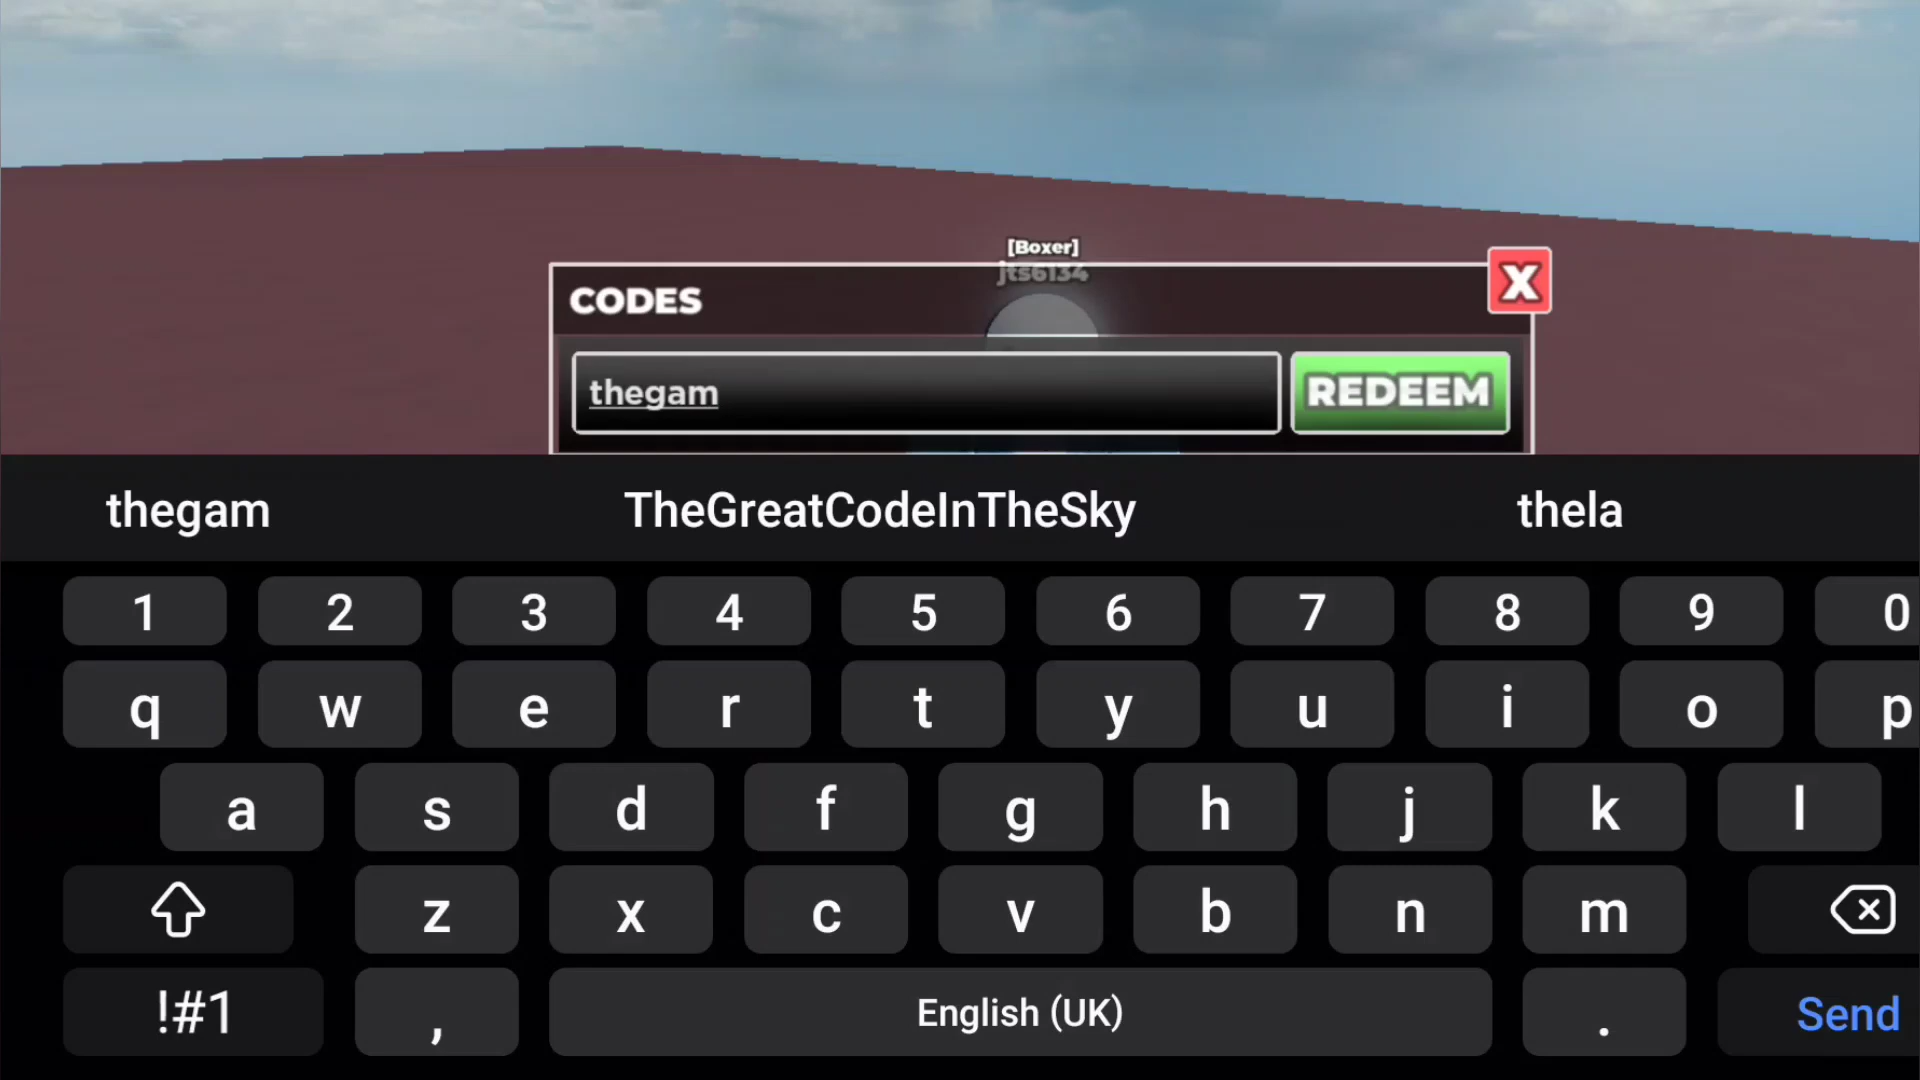 [Boxer]
jts6134
CODES
X
thegam
REDEEM
thegam TheGreatCodeInTheSky thela
1 2 3 4 5 6 7 8 9 0
q w e r t y u i o p
a s d f g h j k l
z x c v b n m
!#1 , English (UK) . Send